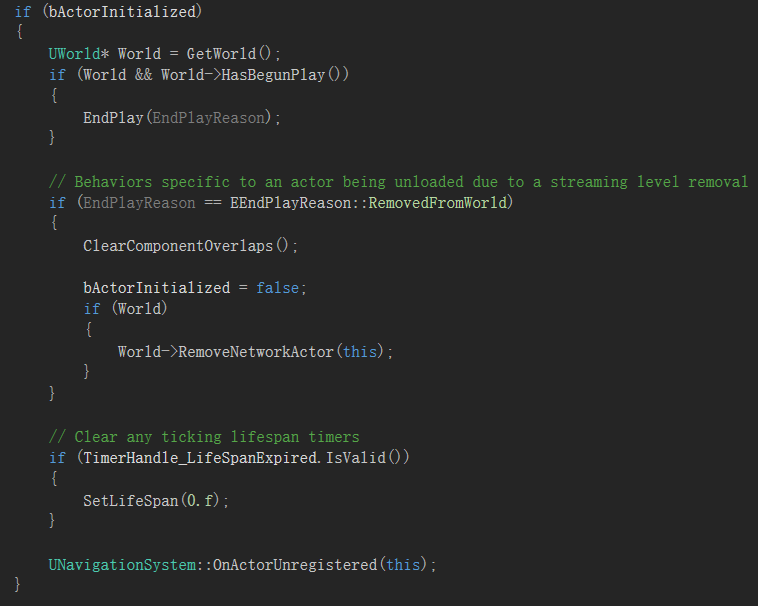 if (bActorInitialized)
{
UWorld* World = GetWorld();
if (World && World->HasBegunPlay())
{
EndPlay(EndPlayReason);
}
// Behaviors specific to an actor being unloaded due to a streaming level removal
if (EndPlayReason == EEndPlayReason::RemovedFromWorld)
{
ClearComponentOverlaps();
bActorInitialized = false;
if (World)
{
World->RemoveNetworkActor(this);
}
}
// Clear any ticking lifespan timers
if (TimerHandle_LifeSpanExpired.IsValid())
{
SetLifeSpan(0.f);
}
UNavigationSystem::OnActorUnregistered(this);
}